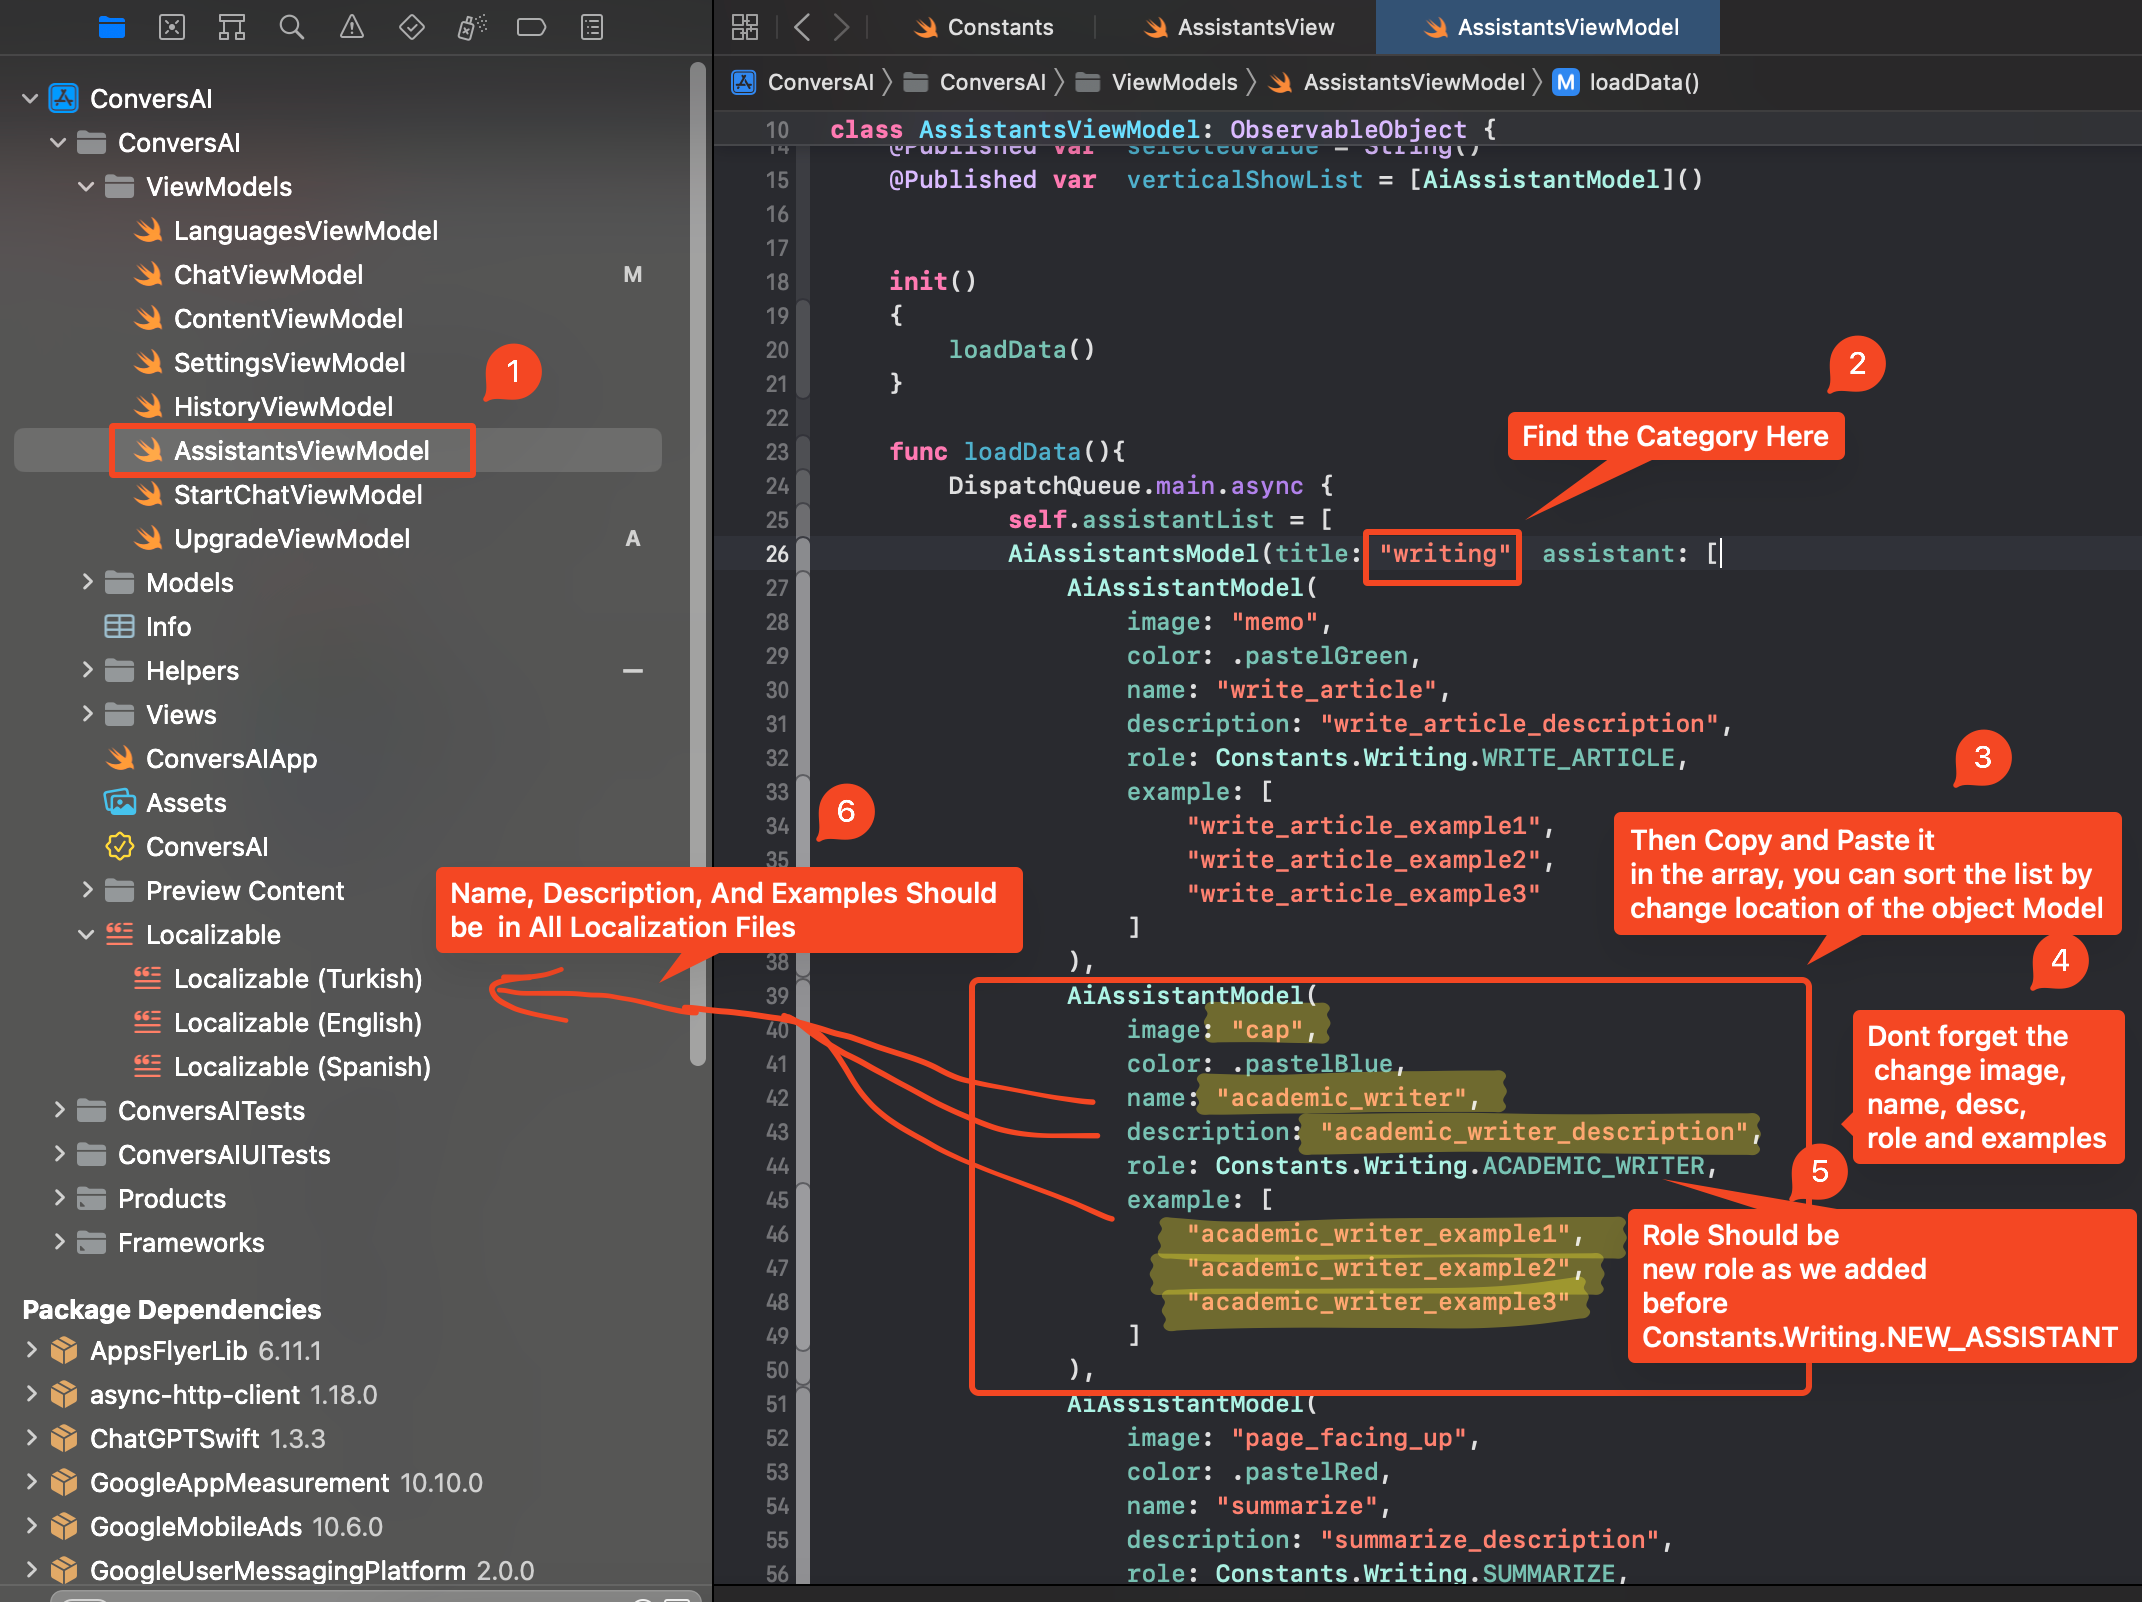 ConversAI
ConversAI
ViewModels
LanguagesViewModel
ChatViewModel M
ContentViewModel
SettingsViewModel
HistoryViewModel
AssistantsViewModel
StartChatViewModel
UpgradeViewModel A
Models
Info
Helpers
Views
ConversAIApp
Assets
ConversAI
Preview Content
Localizable
Localizable (Turkish)
Localizable (English)
Localizable (Spanish)
ConversAITests
ConversAIUITests
Products
Frameworks
Package Dependencies
AppsFlyerLib 6.11.1
async-http-client 1.18.0
ChatGPTSwift 1.3.3
GoogleAppMeasurement 10.10.0
GoogleMobileAds 10.6.0
GoogleUserMessagingPlatform 2.0.0
Constants
AssistantsView
AssistantsViewModel
ConversAI ConversAI ViewModels AssistantsViewModel M loadData()
10 class AssistantsViewModel: ObservableObject {
14 @Published var selectedValue = String()
15 @Published var verticalShowList = [AiAssistantModel]()
16
17
18 init()
19 {
20 loadData()
21 }
22
23 func loadData(){
24 DispatchQueue.main.async {
25 self.assistantList = [
26 AiAssistantsModel(title: "writing" assistant: [
27 AiAssistantModel(
28 image: "memo",
29 color: .pastelGreen,
30 name: "write_article",
31 description: "write_article_description",
32 role: Constants.Writing.WRITE_ARTICLE,
33 example: [
34 "write_article_example1",
35 "write_article_example2",
"write_article_example3"
]
38 ),
39 AiAssistantModel(
40 image: "cap",
41 color: .pastelBlue,
42 name: "academic_writer",
43 description: "academic_writer_description",
44 role: Constants.Writing.ACADEMIC_WRITER,
45 example: [
46 "academic_writer_example1",
47 "academic_writer_example2",
48 "academic_writer_example3"
49 ]
50 ),
51 AiAssistantModel(
52 image: "page_facing_up",
53 color: .pastelRed,
54 name: "summarize",
55 description: "summarize_description",
56 role: Constants.Writing.SUMMARIZE,
1
2
Find the Category Here
3
Then Copy and Paste it
in the array, you can sort the list by
change location of the object Model
4
Dont forget the
change image,
name, desc,
role and examples
5
Role Should be
new role as we added
before
Constants.Writing.NEW_ASSISTANT
6
Name, Description, And Examples Should
be in All Localization Files